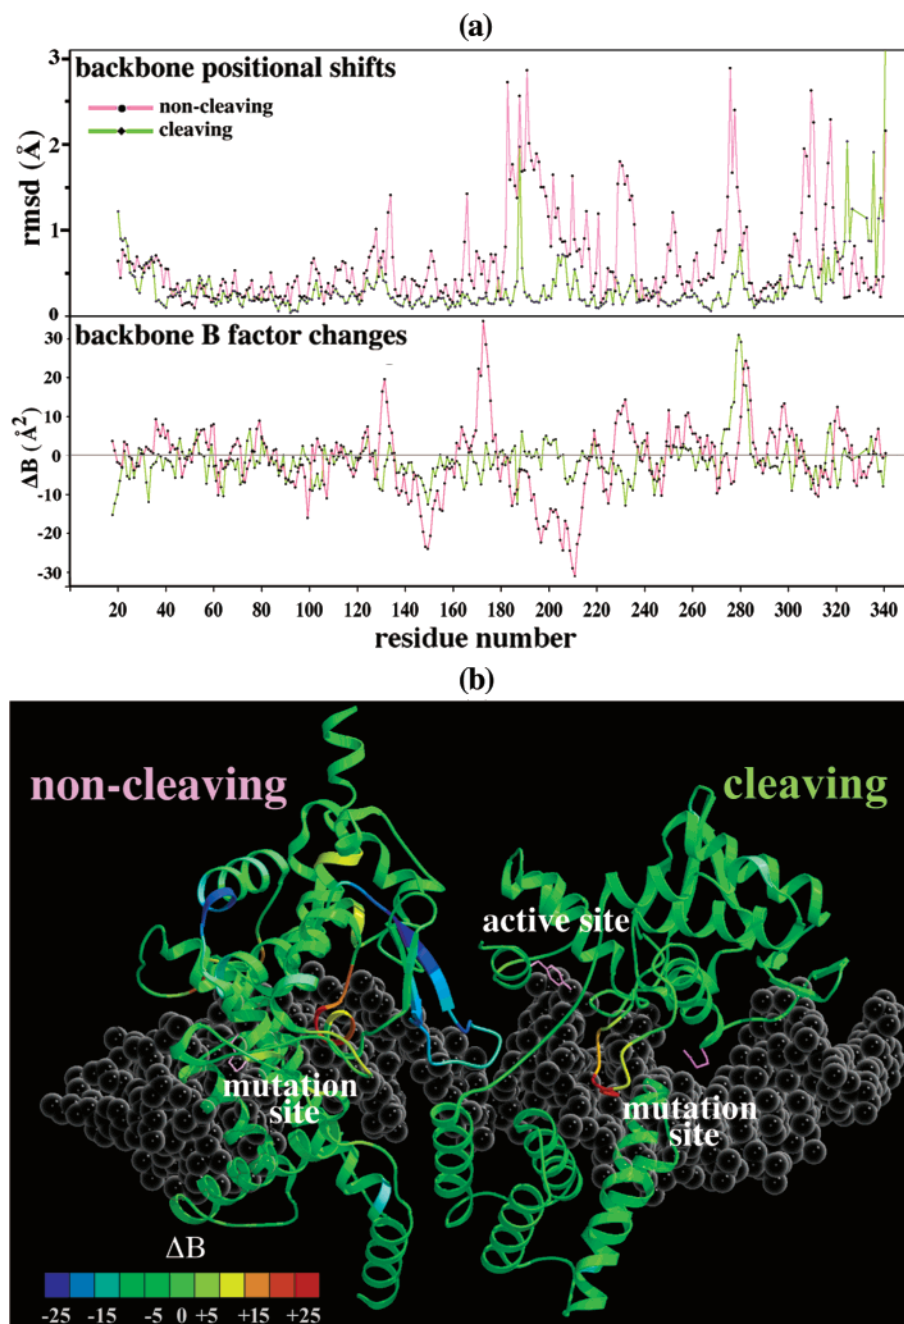 (a)
backbone positional shifts
non-cleaving
cleaving
rmsd (Å)
3
2
1
0
backbone B factor changes
ΔB (Å²)
30
20
10
0
-10
-20
-30
20 40 60 80 100 120 140 160 180 200 220 240 260 280 300 320 340
residue number
(b)
non-cleaving
cleaving
active site
mutation
site
mutation
site
ΔB
-25 -15 -5 0 +5 +15 +25